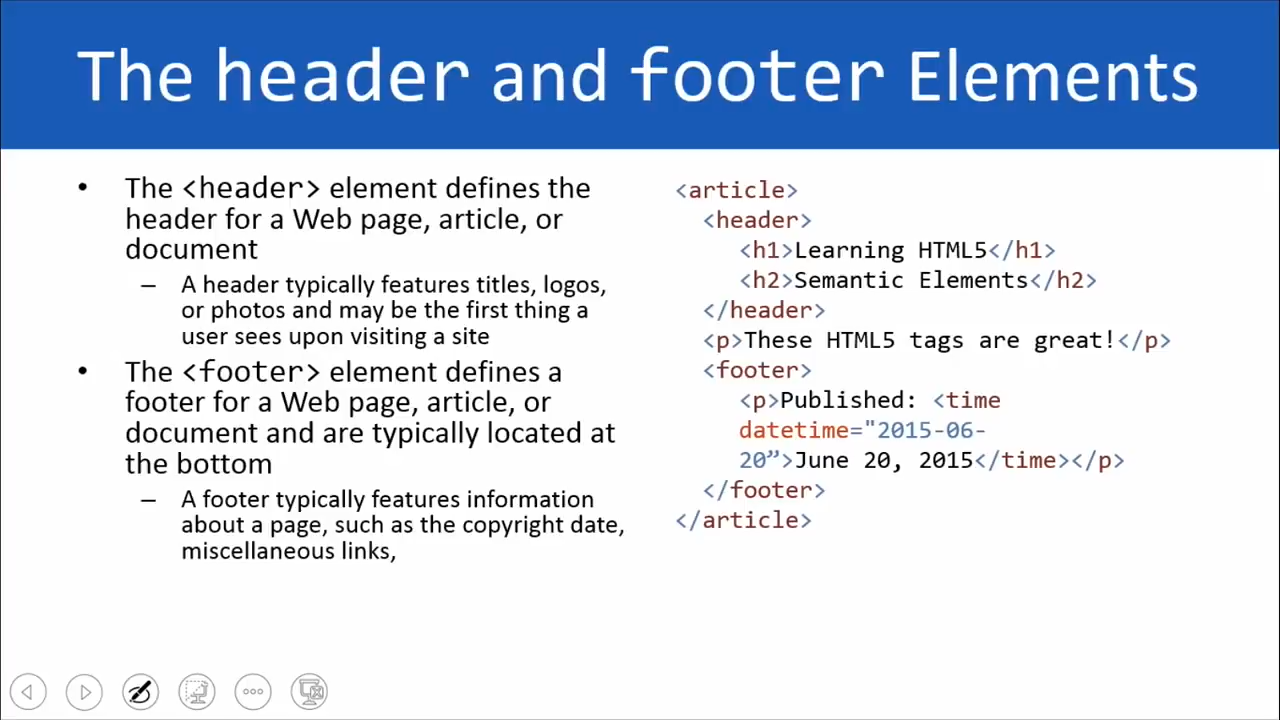 The header and footer Elements
• The <header> element defines the
header for a Web page, article, or
document
– A header typically features titles, logos,
or photos and may be the first thing a
user sees upon visiting a site
• The <footer> element defines a
footer for a Web page, article, or
document and are typically located at
the bottom
– A footer typically features information
about a page, such as the copyright date,
miscellaneous links,
<article>
<header>
<h1>Learning HTML5</h1>
<h2>Semantic Elements</h2>
</header>
<p>These HTML5 tags are great!</p>
<footer>
<p>Published: <time
datetime="2015-06-
20”>June 20, 2015</time></p>
</footer>
</article>